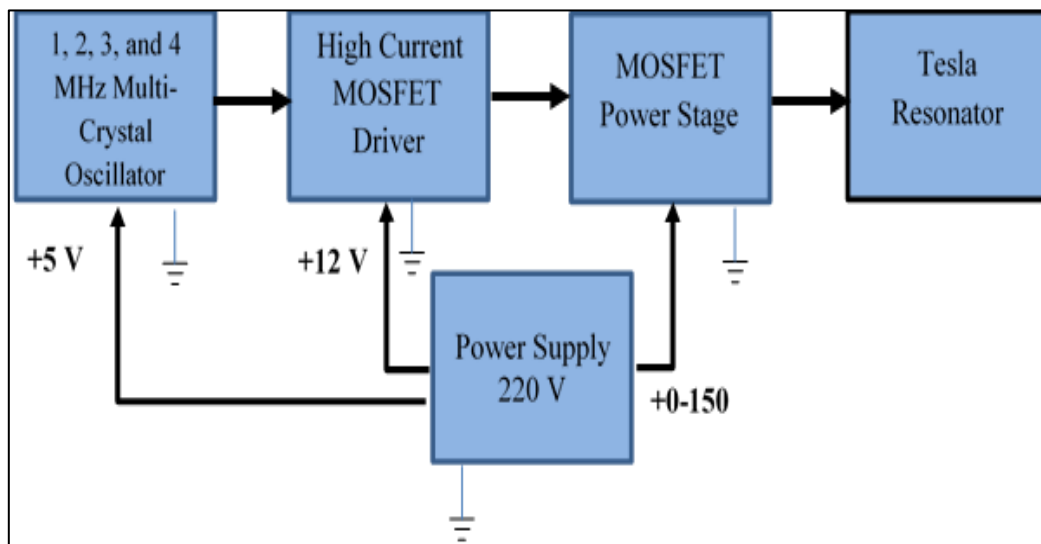 1, 2, 3, and 4
MHz Multi-
Crystal
Oscillator
High Current
MOSFET
Driver
MOSFET
Power Stage
Tesla
Resonator
+5 V
+12 V
Power Supply
220 V
+0-150